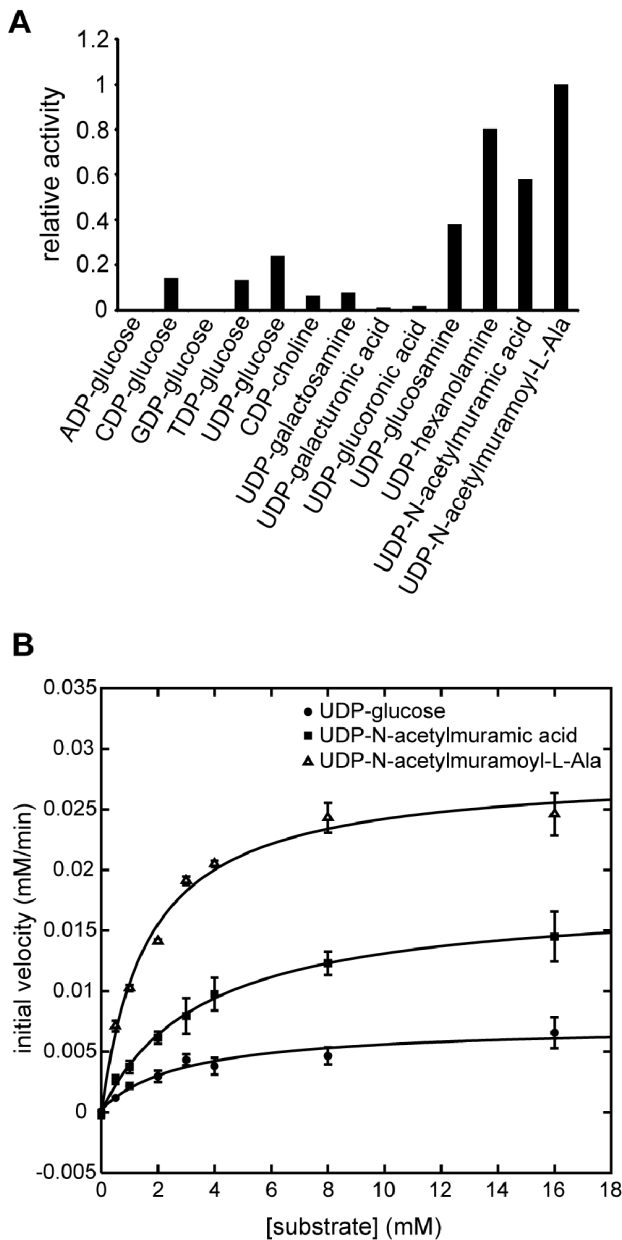 A
1.2
1
0.8
0.6
0.4
0.2
0
relative activity
ADP-glucose
CDP-glucose
GDP-glucose
TDP-glucose
UDP-glucose
CDP-choline
UDP-galactosamine
UDP-galacturonic acid
UDP-glucoronic acid
UDP-glucosamine
UDP-hexanolamine
UDP-N-acetylmuramic acid
UDP-N-acetylmuramoyl-L-Ala
B
0.035
0.03
0.025
0.02
0.015
0.01
0.005
0
-0.005
initial velocity (mM/min)
UDP-glucose
UDP-N-acetylmuramic acid
UDP-N-acetylmuramoyl-L-Ala
0 2 4 6 8 10 12 14 16 18
[substrate] (mM)